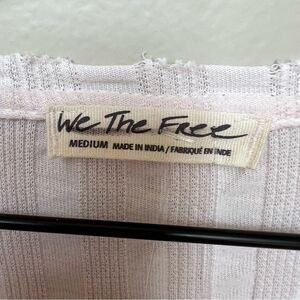 We The Free
MEDIUM MADE IN INDIA / FABRIQUÉ EN INDE